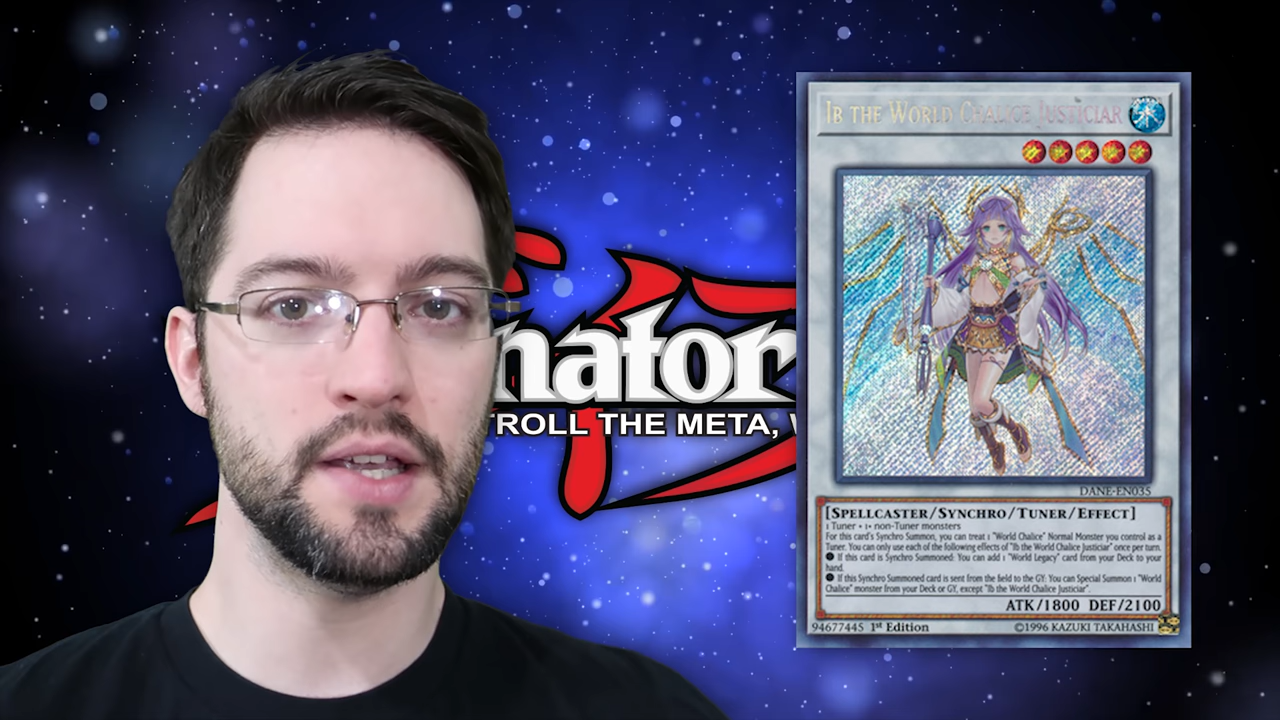 nator
TROLL THE META,
IB THE WORLD CHALICE JUSTICIAR
DANE-EN035
[SPELLCASTER/SYNCHRO/TUNER/EFFECT]
1 Tuner + 1+ non-Tuner monsters
For this card's Synchro Summon, you can treat 1 "World Chalice" Normal Monster you control as a
Tuner. You can only use each of the following effects of "Ib the World Chalice Justiciar" once per turn.
● If this card is Synchro Summoned: You can add 1 "World Legacy" card from your Deck to your
hand.
● If this Synchro Summoned card is sent from the field to the GY: You can Special Summon 1 "World
Chalice" monster from your Deck or GY, except "Ib the World Chalice Justiciar".
ATK/1800 DEF/2100
94677445 1st Edition ©1996 KAZUKI TAKAHASHI